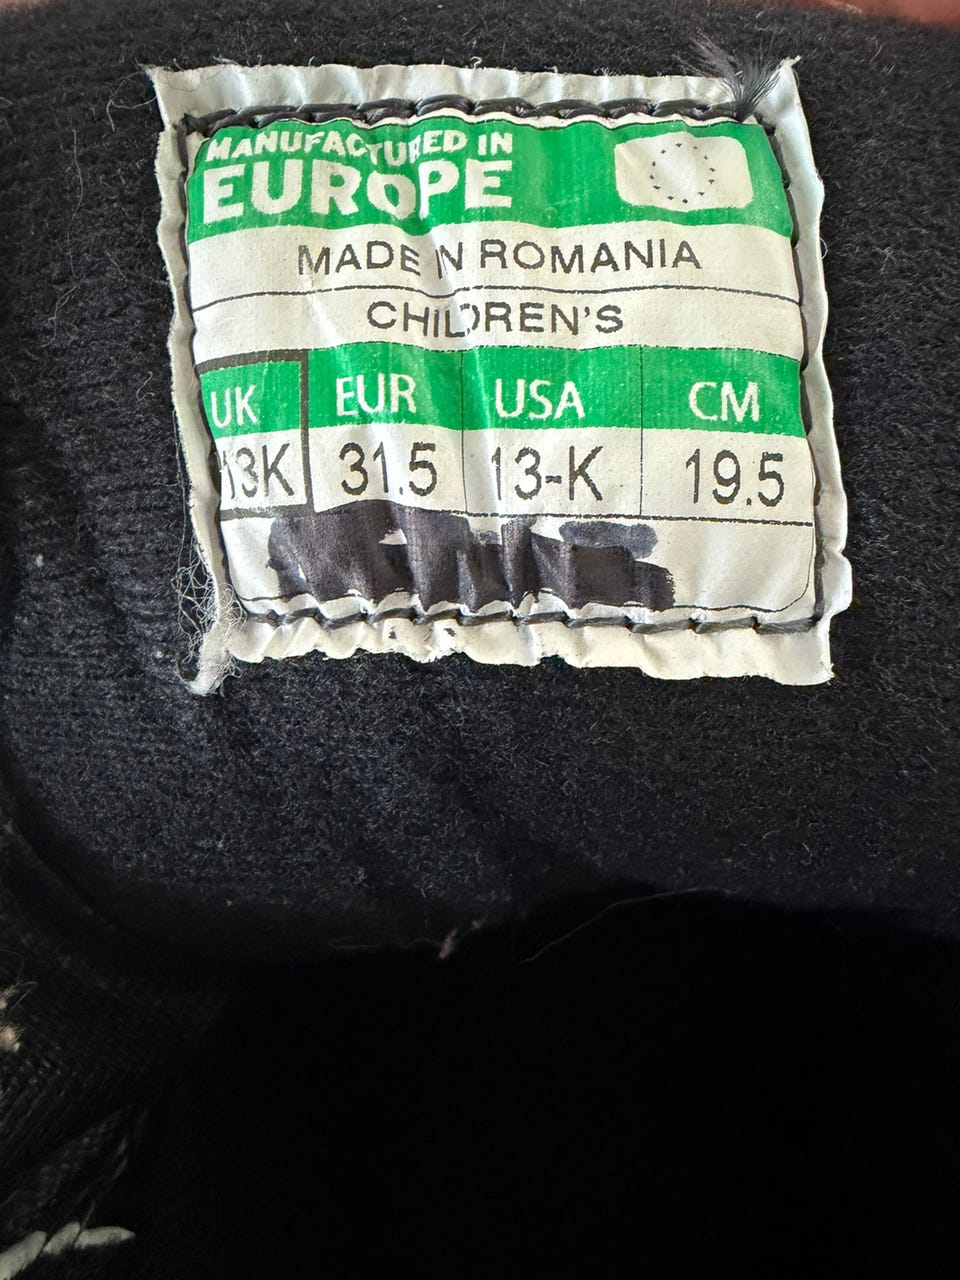 MANUFACTURED IN
EUROPE
MADE IN ROMANIA
CHILDREN'S
UK EUR USA CM
13K 31.5 13-K 19.5